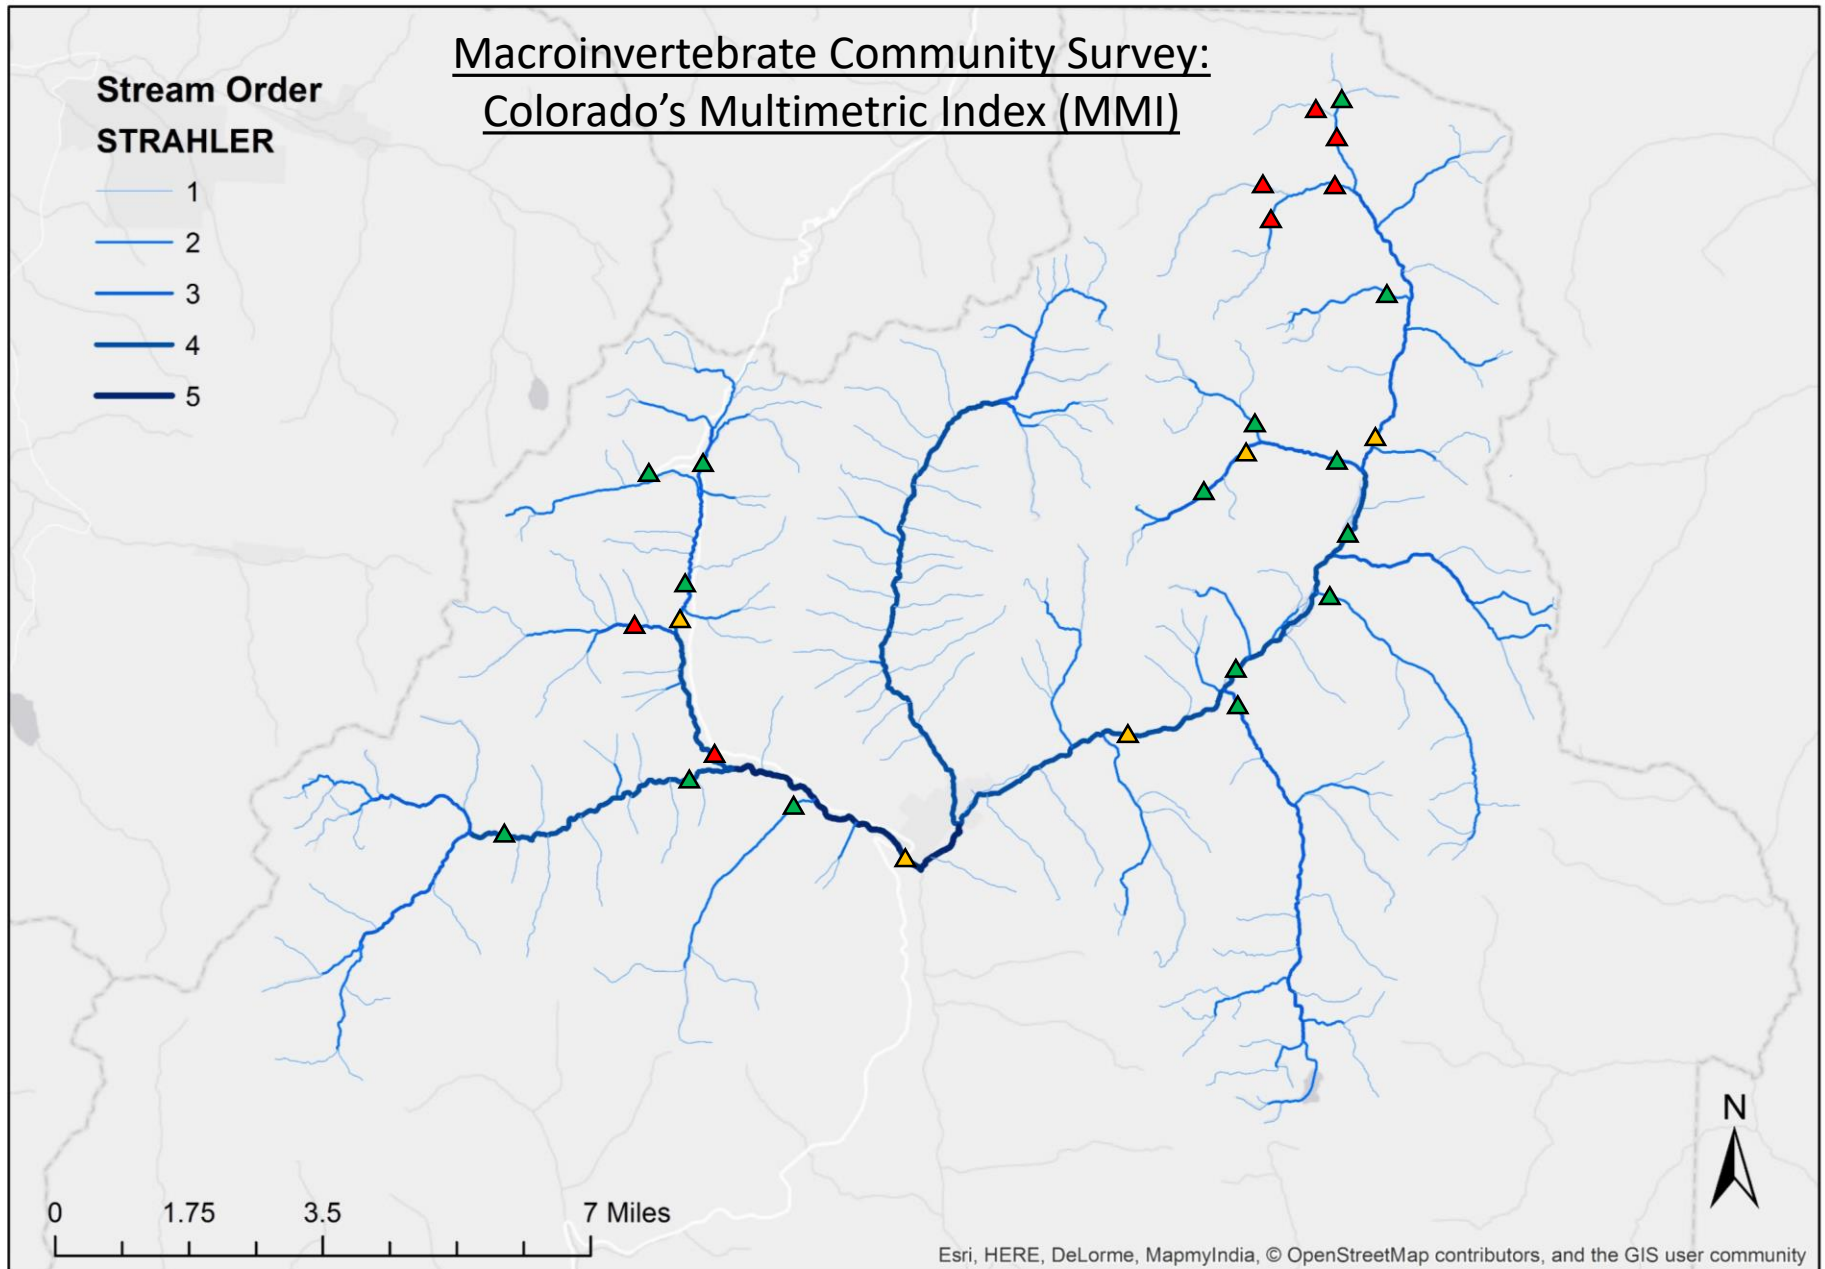 Macroinvertebrate Community Survey:
Colorado’s Multimetric Index (MMI)
Stream Order
STRAHLER
1
2
3
4
5
N
0 1.75 3.5 7 Miles
Esri, HERE, DeLorme, MapmyIndia, © OpenStreetMap contributors, and the GIS user community